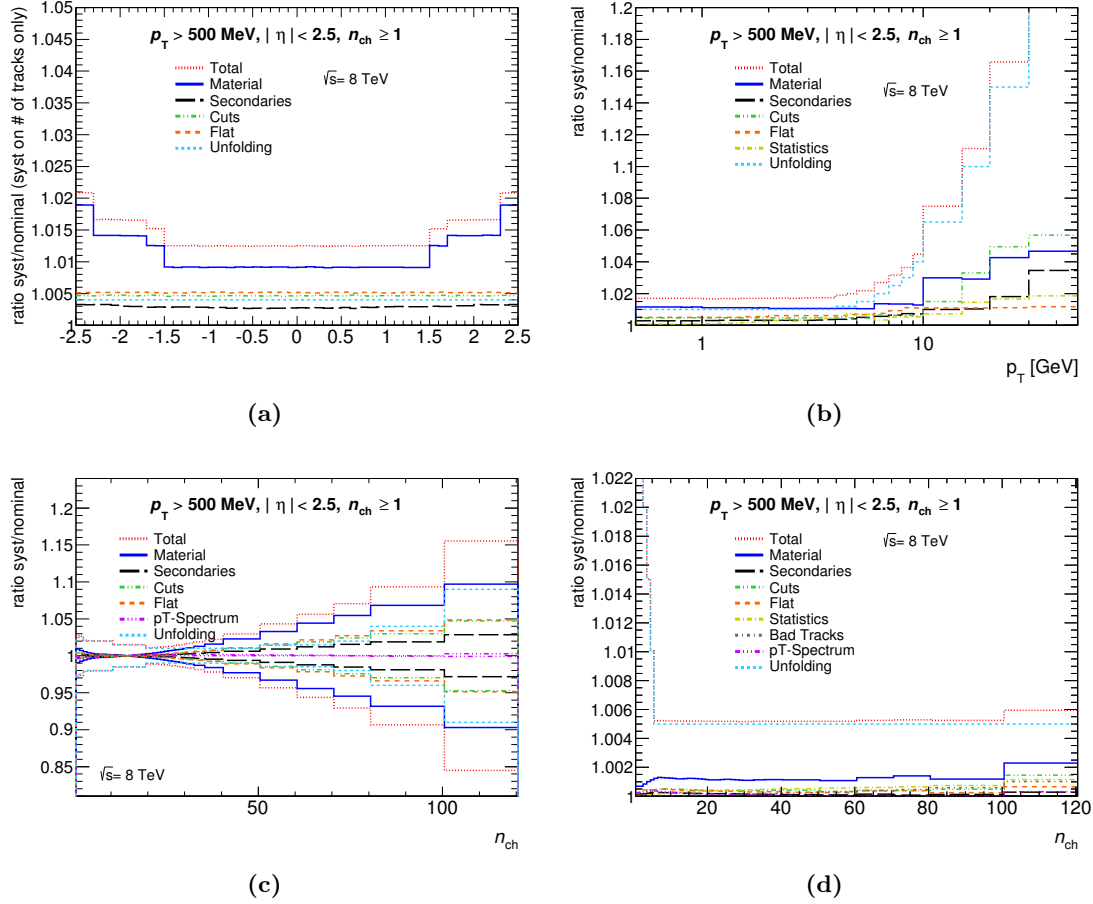 ratio syst/nominal (syst on # of tracks only)
1.05
1.045
1.04
1.035
1.03
1.025
1.02
1.015
1.01
1.005
1
-2.5 -2 -1.5 -1 -0.5 0 0.5 1 1.5 2 2.5
p_T > 500 MeV, | η | < 2.5, n_ch ≥ 1
√s= 8 TeV
Total
Material
Secondaries
Cuts
Flat
Unfolding
(a)
ratio syst/nominal
1.2
1.18
1.16
1.14
1.12
1.1
1.08
1.06
1.04
1.02
1
1 10
p_T [GeV]
p_T > 500 MeV, | η | < 2.5, n_ch ≥ 1
√s= 8 TeV
Total
Material
Secondaries
Cuts
Flat
Statistics
Unfolding
(b)
ratio syst/nominal
1.2
1.15
1.1
1.05
1
0.95
0.9
0.85
50 100
n_ch
p_T > 500 MeV, | η | < 2.5, n_ch ≥ 1
Total
Material
Secondaries
Cuts
Flat
pT-Spectrum
Unfolding
√s= 8 TeV
(c)
ratio syst/nominal
1.022
1.02
1.018
1.016
1.014
1.012
1.01
1.008
1.006
1.004
1.002
1
20 40 60 80 100 120
n_ch
p_T > 500 MeV, | η | < 2.5, n_ch ≥ 1
√s= 8 TeV
Total
Material
Secondaries
Cuts
Flat
Statistics
Bad Tracks
pT-Spectrum
Unfolding
(d)